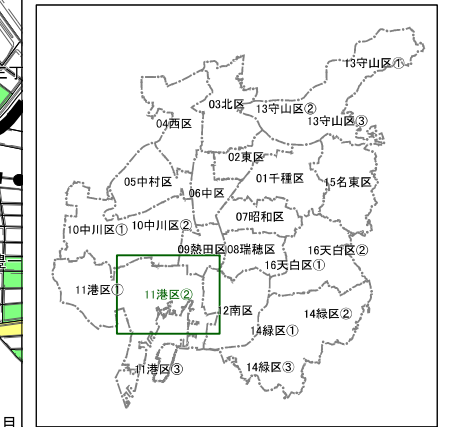 13守山区①
03北区
13守山区②
04西区
13守山区③
02東区
05中村区
01千種区
15名東区
06中区
07昭和区
10中川区①
10中川区②
09熱田区
08瑞穂区
16天白区②
16天白区①
11港区①
11港区②
2南区
14緑区②
14緑区①
11港区③
14緑区③
目